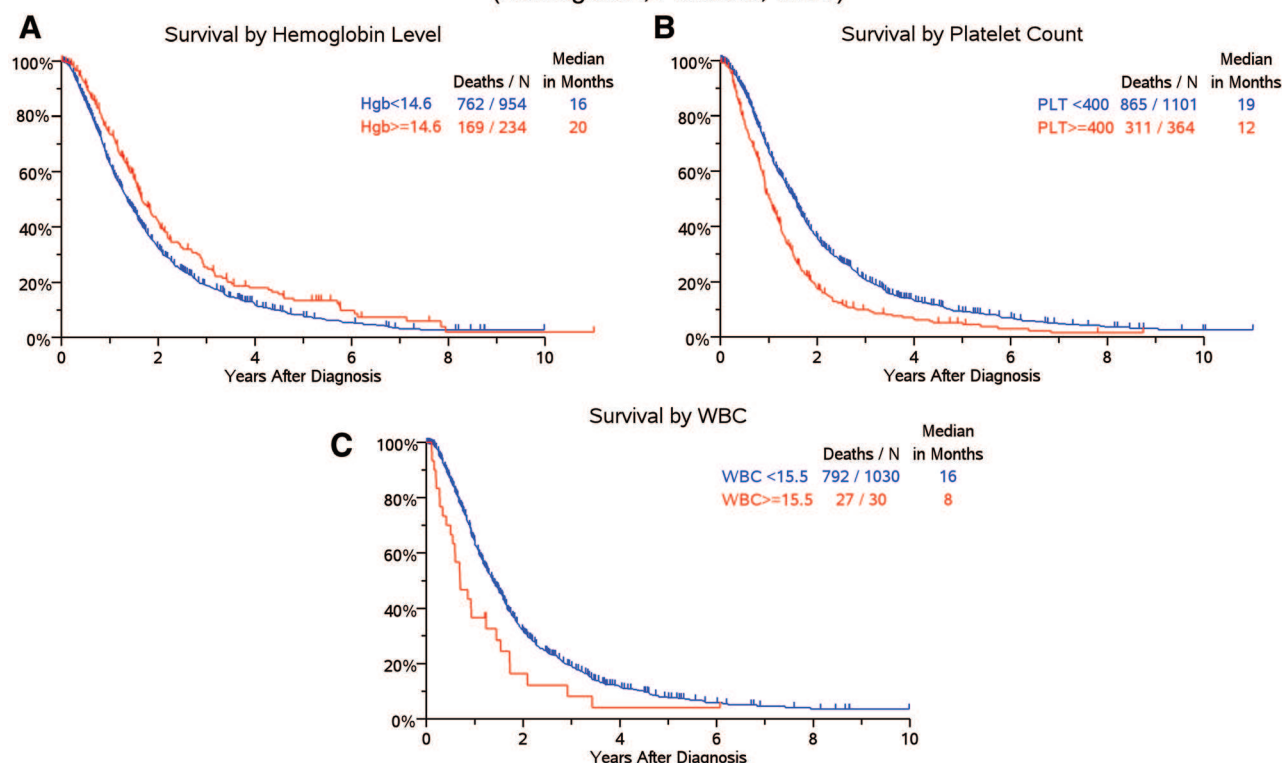 A
Survival by Hemoglobin Level
Median
Deaths / N in Months
Hgb<14.6 762 / 954 16
Hgb>=14.6 169 / 234 20
100%
80%
60%
40%
20%
0%
0 2 4 6 8 10
Years After Diagnosis
B
Survival by Platelet Count
Median
Deaths / N in Months
PLT <400 865 / 1101 19
PLT>=400 311 / 364 12
100%
80%
60%
40%
20%
0%
0 2 4 6 8 10
Years After Diagnosis
C
Survival by WBC
Median
Deaths / N in Months
WBC <15.5 792 / 1030 16
WBC>=15.5 27 / 30 8
100%
80%
60%
40%
20%
0%
0 2 4 6 8 10
Years After Diagnosis